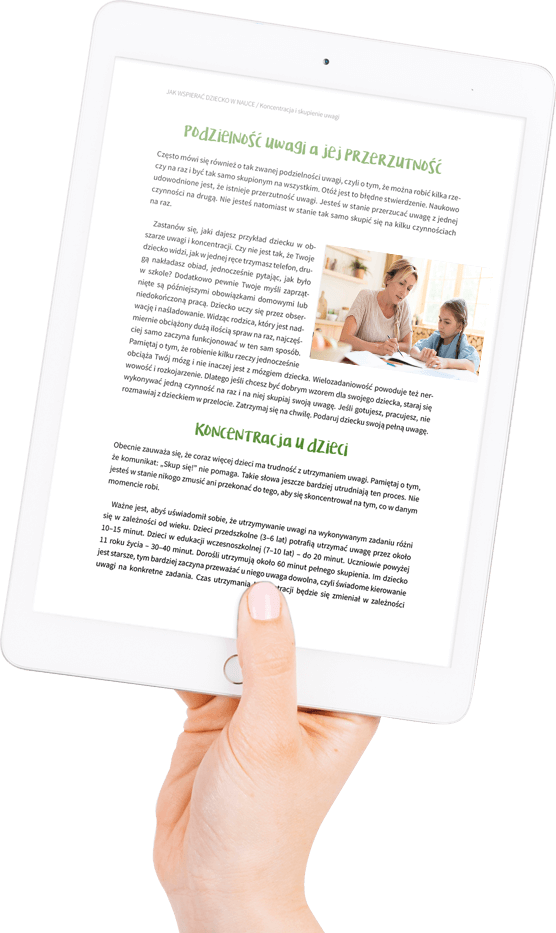 JAK WSPIERAĆ DZIECKO W NAUCE / Koncentracja i skupienie uwagi
Podzielność uwagi a jej przerzutność
Często mówi się również o tak zwanej podzielności uwagi, czyli o tym, że można robić kilka rze-
czy na raz i być tak samo skupionym na wszystkim. Otóż jest to błędne stwierdzenie. Naukowo
udowodnione jest, że istnieje przerzutność uwagi. Jesteś w stanie przerzucać uwagę z jednej
czynności na drugą. Nie jesteś natomiast w stanie tak samo skupić się na kilku czynnościach
na raz.
Zastanów się, jaki dajesz przykład dziecku w ob-
szarze uwagi i koncentracji. Czy nie jest tak, że Twoje
dziecko widzi, jak w jednej ręce trzymasz telefon, dru-
gą nakładasz obiad, jednocześnie pytając, jak było
w szkole? Dodatkowo pewnie Twoje myśli zaprząt-
nięte są późniejszymi obowiązkami domowymi lub
niedokończoną pracą. Dziecko uczy się przez obser-
wację i naśladowanie. Widząc rodzica, który jest nad-
miernie obciążony dużą ilością spraw na raz, najczęś-
ciej samo zaczyna funkcjonować w ten sam sposób.
Pamiętaj o tym, że robienie kilku rzeczy jednocześnie
obciąża Twój mózg i nie inaczej jest z mózgiem dziecka. Wielozadaniowość powoduje też ner-
wowość i rozkojarzenie. Dlatego jeśli chcesz być dobrym wzorem dla swojego dziecka, staraj się
wykonywać jedną czynność na raz i na niej skupiaj swoją uwagę. Jeśli gotujesz, pracujesz, nie
rozmawiaj z dzieckiem w przelocie. Zatrzymaj się na chwilę. Podaruj dziecku swoją pełną uwagę.
Koncentracja u dzieci
Obecnie zauważa się, że coraz więcej dzieci ma trudność z utrzymaniem uwagi. Pamiętaj o tym,
że komunikat: „Skup się!” nie pomaga. Takie słowa jeszcze bardziej utrudniają ten proces. Nie
jesteś w stanie nikogo zmusić ani przekonać do tego, aby się skoncentrował na tym, co w danym
momencie robi.
Ważne jest, abyś uświadomił sobie, że utrzymywanie uwagi na wykonywanym zadaniu różni
się w zależności od wieku. Dzieci przedszkolne (3–6 lat) potrafią utrzymać uwagę przez około
10–15 minut. Dzieci w edukacji wczesnoszkolnej (7–10 lat) – do 20 minut. Uczniowie powyżej
11 roku życia – 30–40 minut. Dorośli utrzymują około 60 minut pełnego skupienia. Im dziecko
jest starsze, tym bardziej zaczyna przeważać u niego uwaga dowolna, czyli świadome kierowanie
uwagi na konkretne zadania. Czas utrzymania będzie się zmieniał w zależności